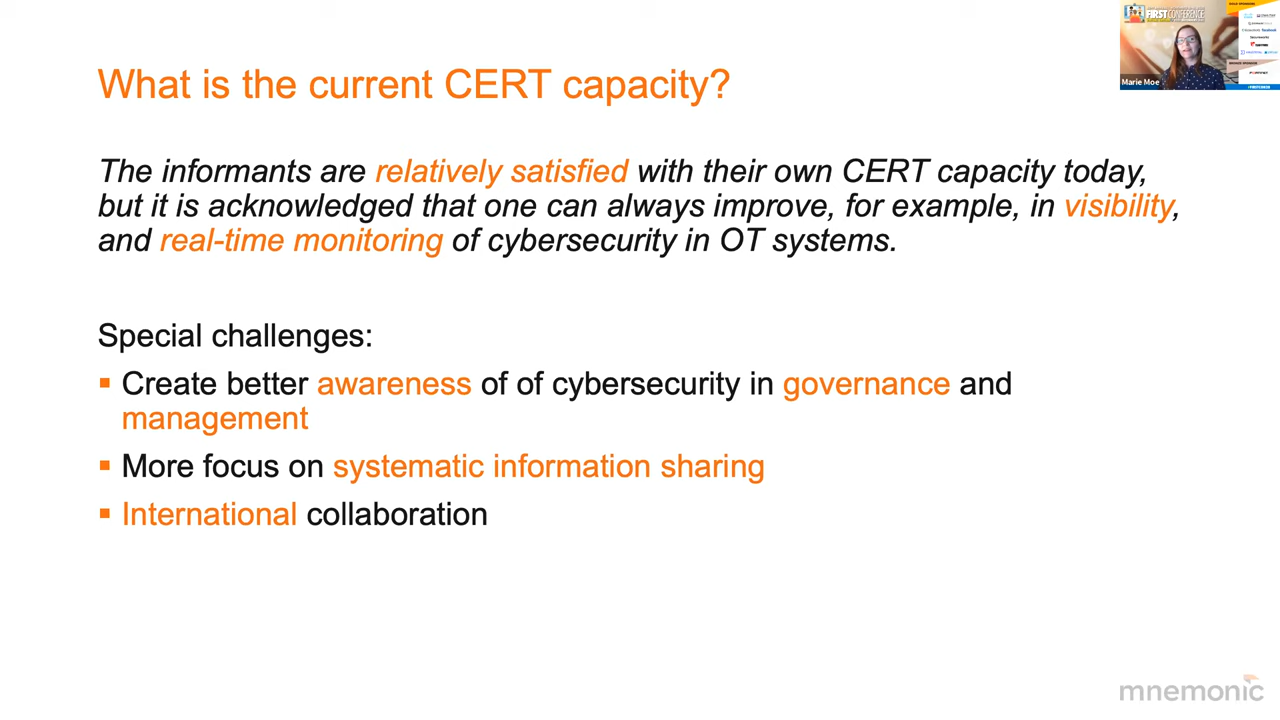 What is the current CERT capacity?
The informants are relatively satisfied with their own CERT capacity today,
but it is acknowledged that one can always improve, for example, in visibility,
and real-time monitoring of cybersecurity in OT systems.
Special challenges:
▪ Create better awareness of of cybersecurity in governance and
management
▪ More focus on systematic information sharing
▪ International collaboration
FIRSTCONFERENCE
Marie Moe
mnemonic